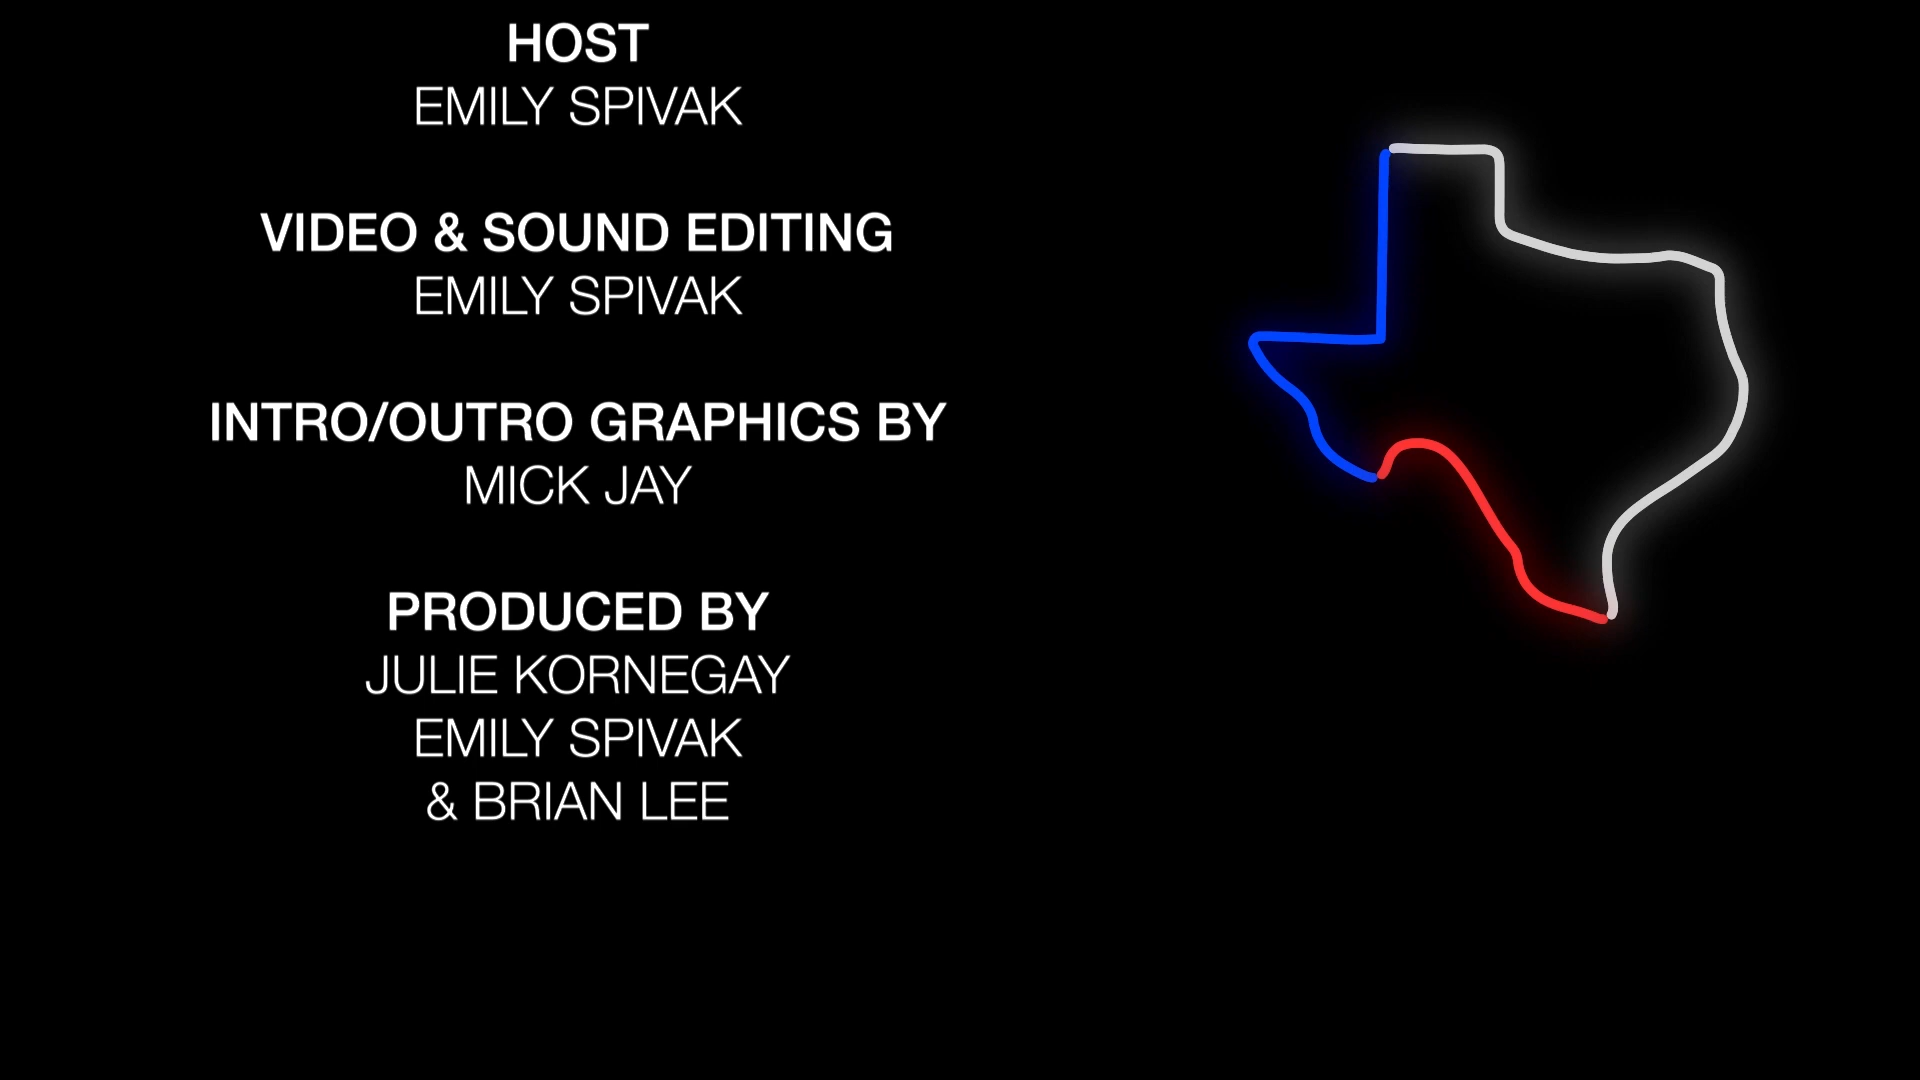 HOST
EMILY SPIVAK
VIDEO & SOUND EDITING
EMILY SPIVAK
INTRO/OUTRO GRAPHICS BY
MICK JAY
PRODUCED BY
JULIE KORNEGAY
EMILY SPIVAK
& BRIAN LEE